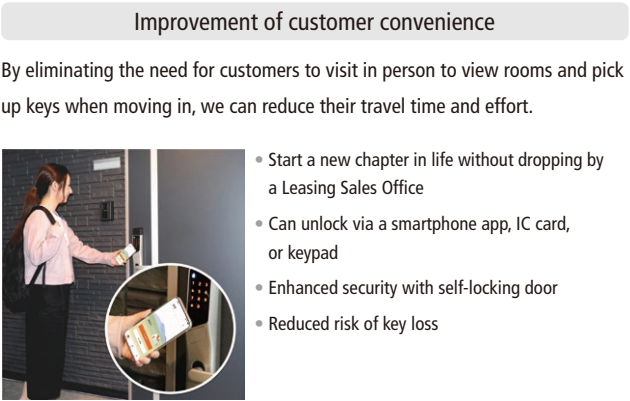 Improvement of customer convenience
By eliminating the need for customers to visit in person to view rooms and pick
up keys when moving in, we can reduce their travel time and effort.
• Start a new chapter in life without dropping by
a Leasing Sales Office
• Can unlock via a smartphone app, IC card,
or keypad
• Enhanced security with self-locking door
• Reduced risk of key loss